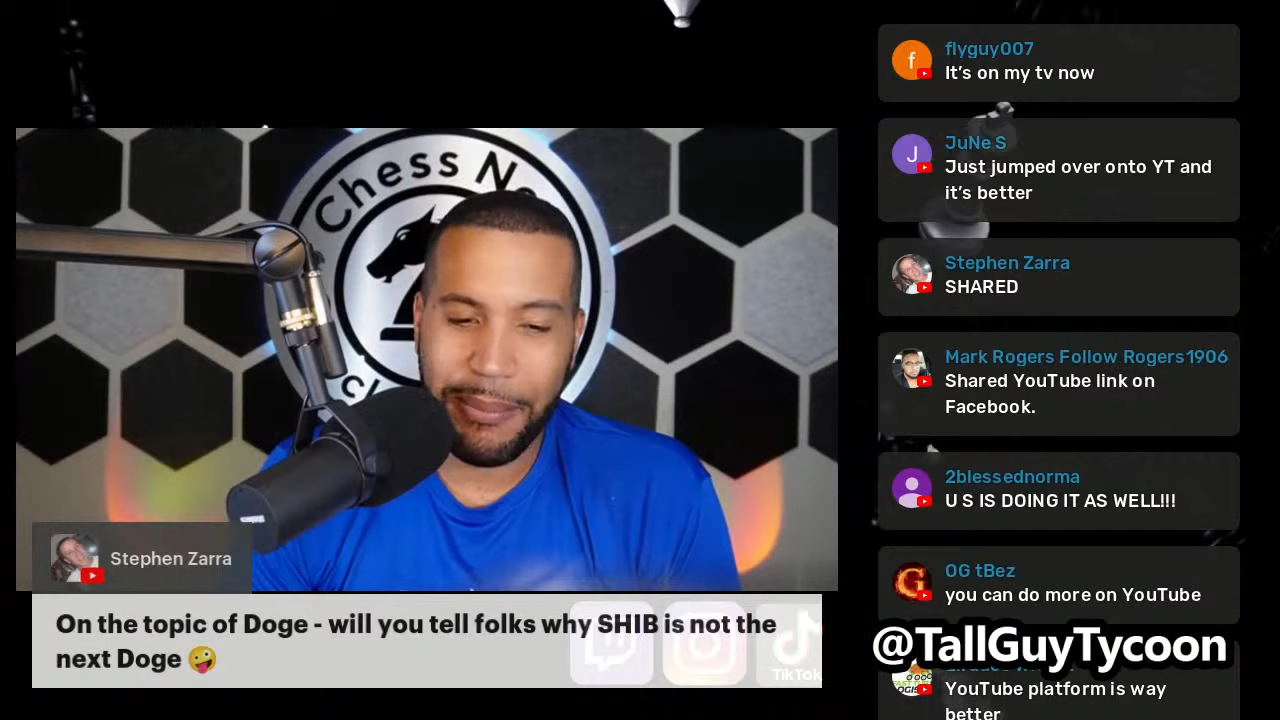 Chess No
Stephen Zarra
On the topic of Doge - will you tell folks why SHIB is not the
next Doge 🤪
TikTok
flyguy007
f
It's on my tv now
JuNe S
J
Just jumped over onto YT and
it's better
Stephen Zarra
SHARED
Mark Rogers Follow Rogers1906
Shared YouTube link on
Facebook.
2blessednorma
U S IS DOING IT AS WELL!!!
OG tBez
G
you can do more on YouTube
@TallGuyTycoon
YouTube platform is way
better